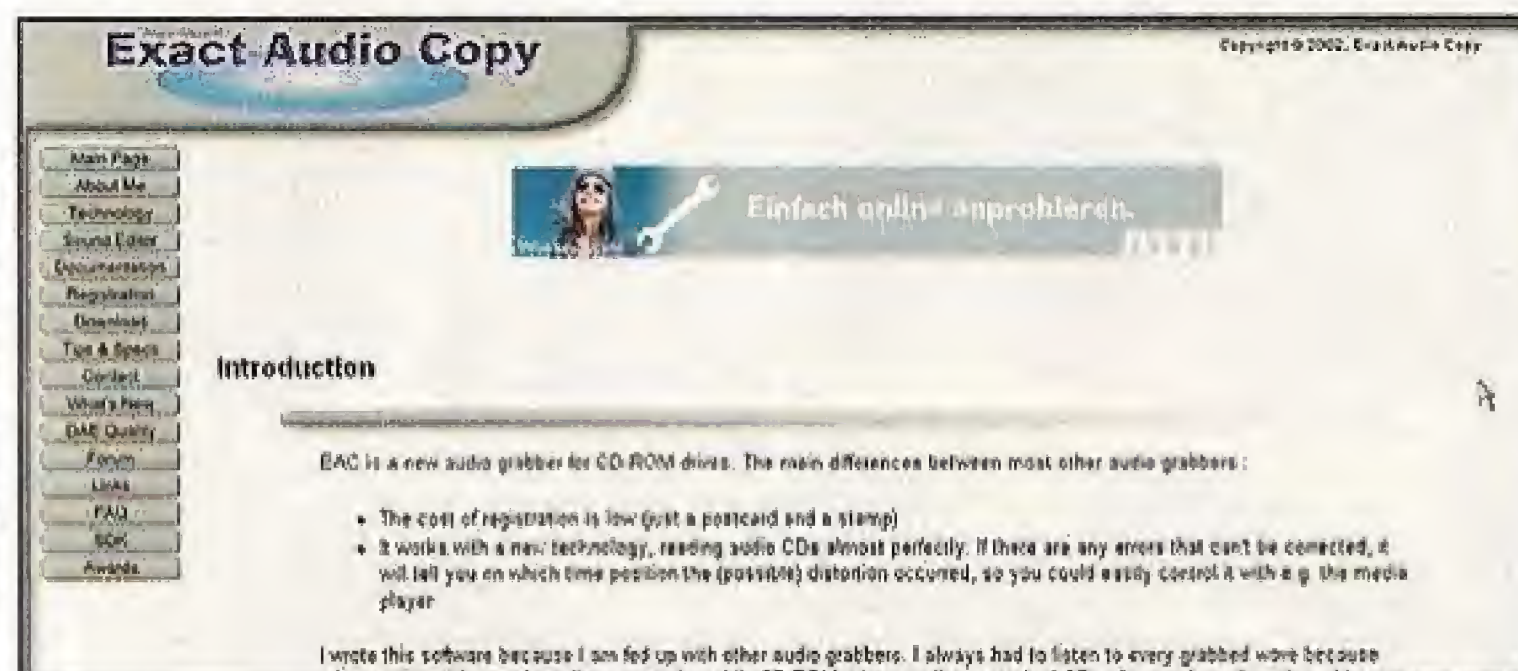 Exact Audio Copy
Copyright © 2002, Exact Audio Copy
Main Page
About Me
Technology
Sound Editor
Documentation
Registration
Download
Tips & Specs
Contact
What's New
DAE Quality
Forum
Links
FAQ
SDK
Awards
Einfach online anprobieren.
Introduction
EAC is a new audio grabber for CD-ROM drives. The main differences between most other audio grabbers :
• The cost of registration is low (just a postcard and a stamp)
• It works with a new technology, reading audio CDs almost perfectly. If there are any errors that can't be corrected, it
will tell you on which time position the (possible) distortion occurred, so you could easily control it with e.g. the media
player
I wrote this software because I am fed up with other audio grabbers. I always had to listen to every grabbed wave because